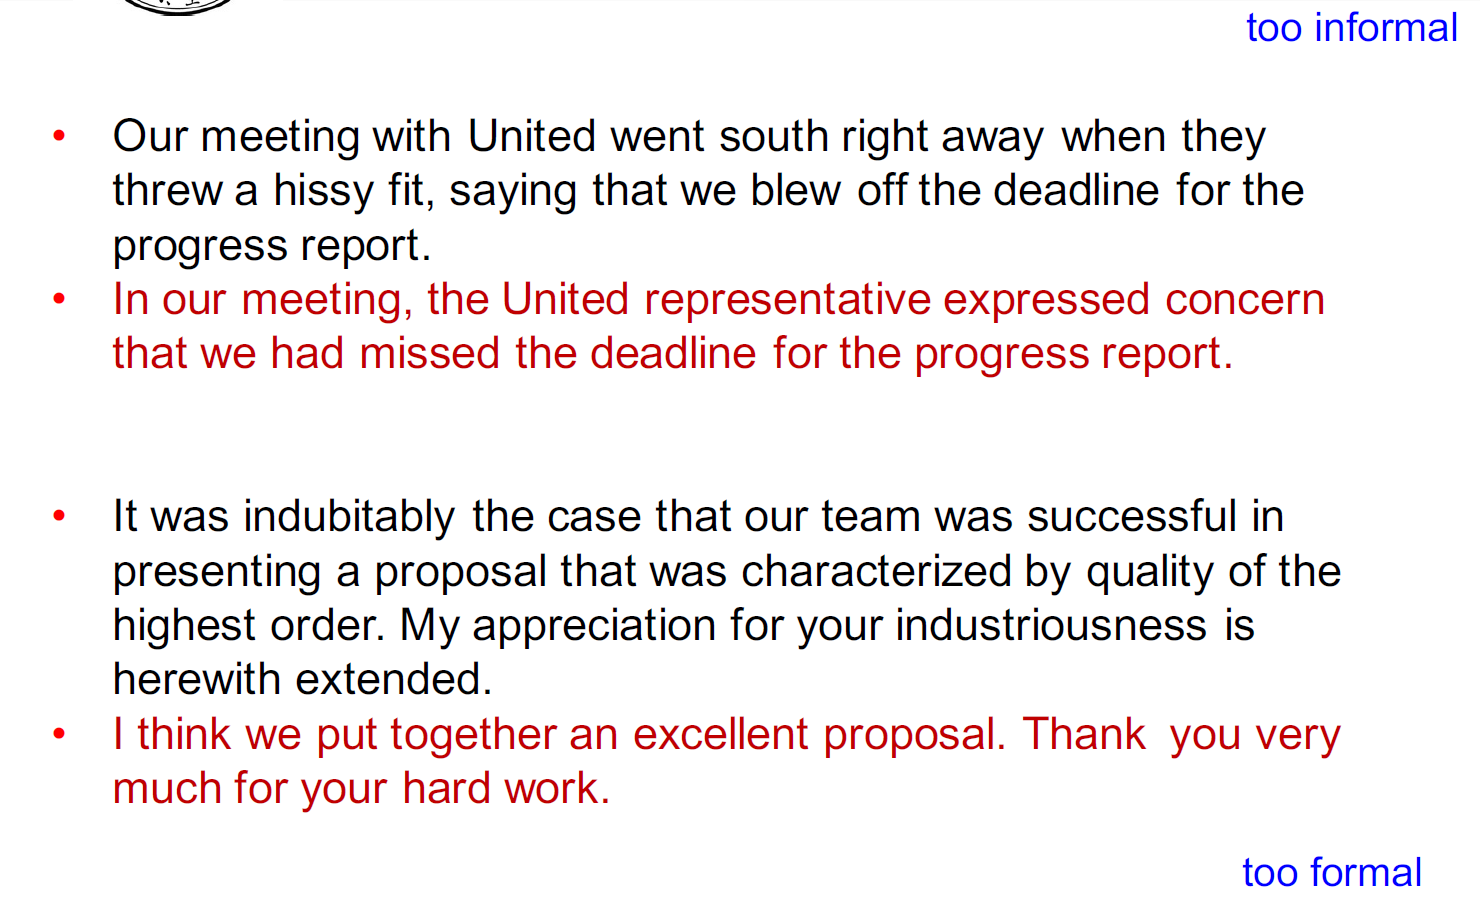 too informal
• Our meeting with United went south right away when they
threw a hissy fit, saying that we blew off the deadline for the
progress report.
• In our meeting, the United representative expressed concern
that we had missed the deadline for the progress report.
• It was indubitably the case that our team was successful in
presenting a proposal that was characterized by quality of the
highest order. My appreciation for your industriousness is
herewith extended.
• I think we put together an excellent proposal. Thank you very
much for your hard work.
too formal